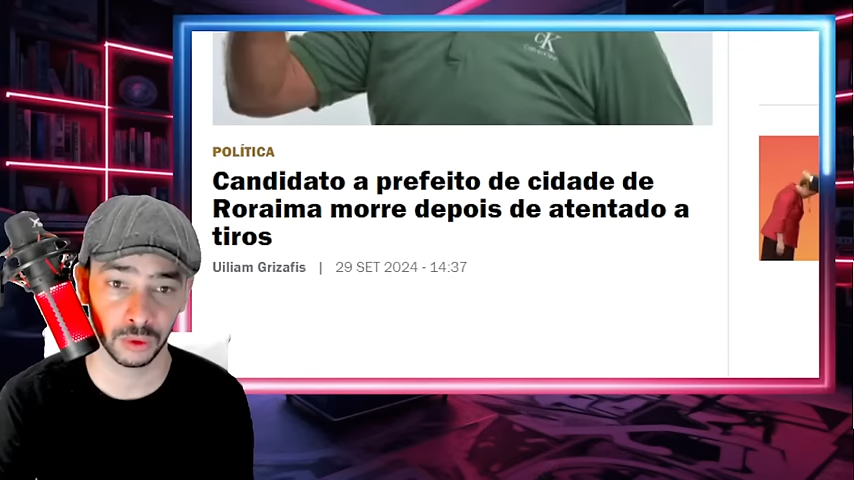 CK
POLÍTICA
Candidato a prefeito de cidade de
Roraima morre depois de atentado a
tiros
Uiliam Grizafis | 29 SET 2024 - 14:37